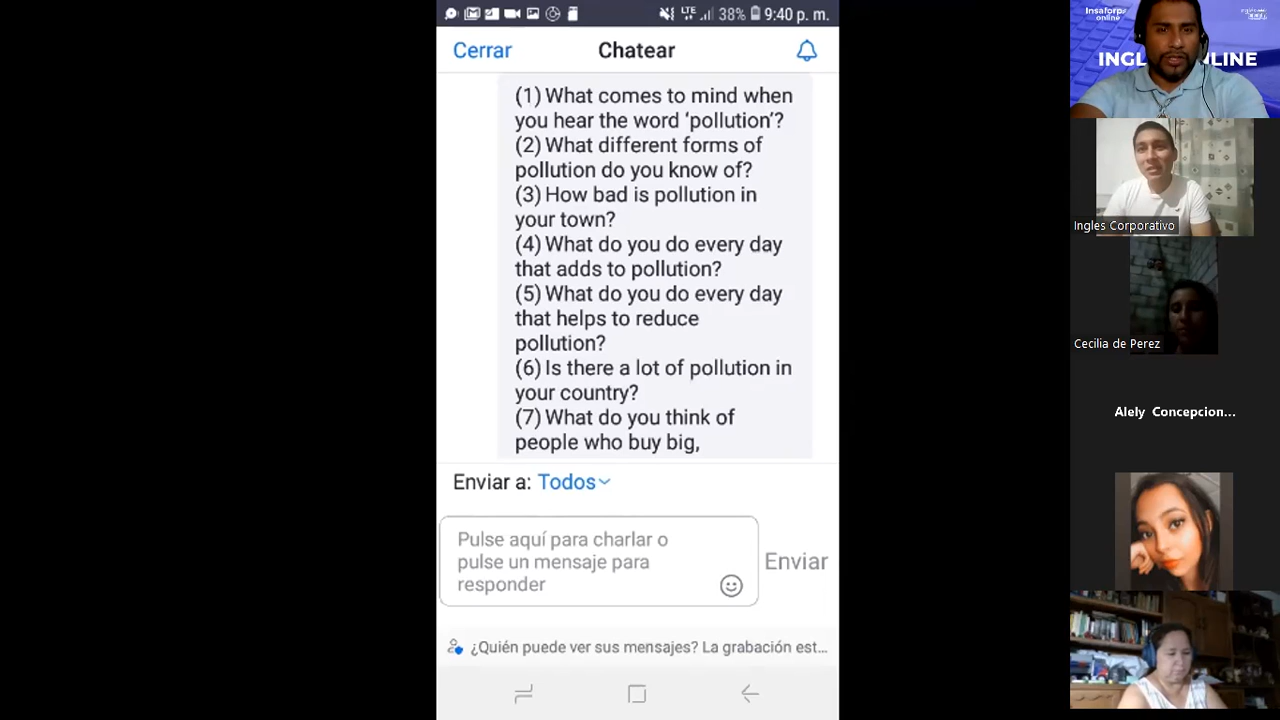 LTE 38% 9:40 p. m.
Cerrar
Chatear
(1) What comes to mind when
you hear the word ‘pollution’?
(2) What different forms of
pollution do you know of?
(3) How bad is pollution in
your town?
(4) What do you do every day
that adds to pollution?
(5) What do you do every day
that helps to reduce
pollution?
(6) Is there a lot of pollution in
your country?
(7) What do you think of
people who buy big,
Enviar a: Todos
Pulse aquí para charlar o
pulse un mensaje para
responder
Enviar
¿Quién puede ver sus mensajes? La grabación est...
Insaforp
online
INGL
LINE
Ingles Corporativo
Cecilia de Perez
Alely Concepcion...